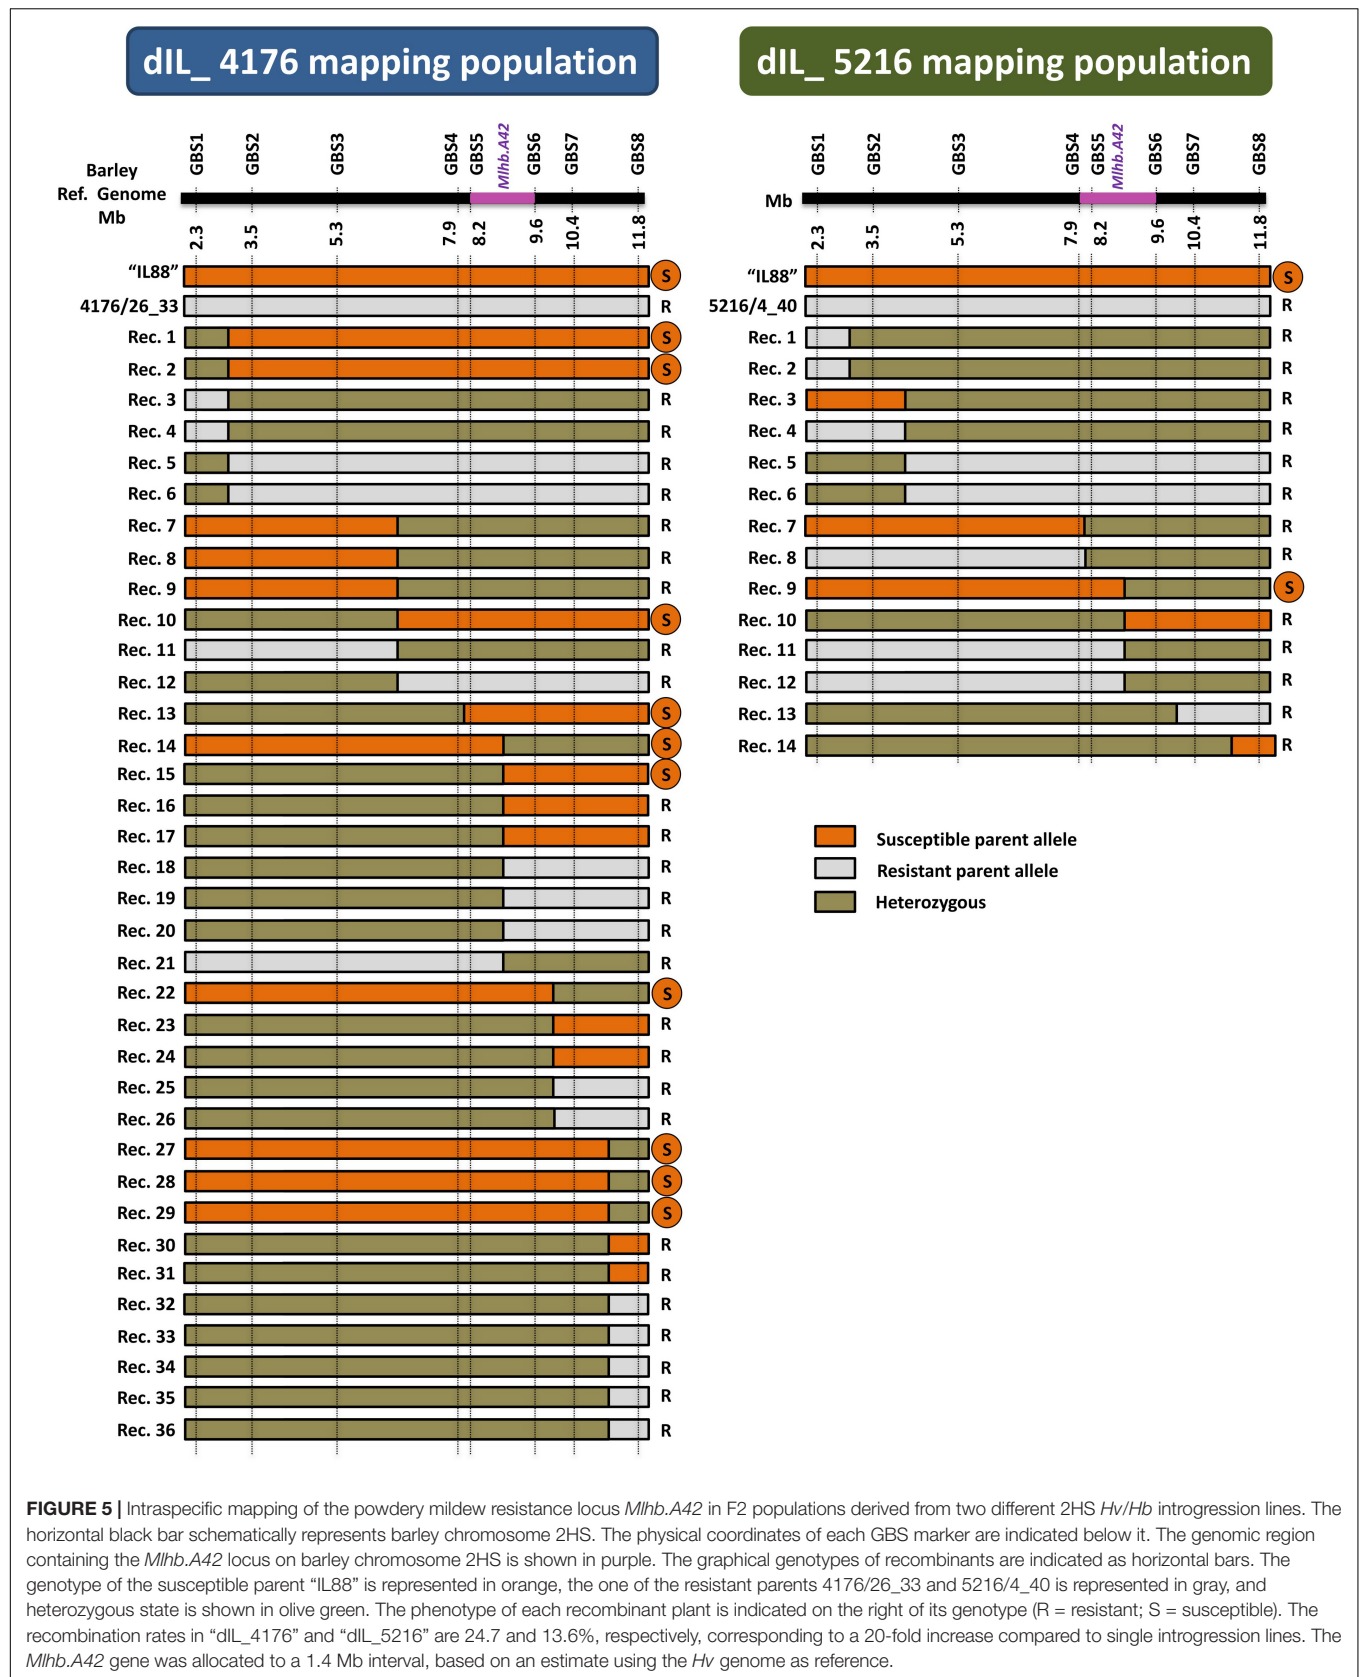 dIL_ 4176 mapping population
GBS1 GBS2 GBS3 GBS4 GBS5 Mlhb.A42 GBS6 GBS7 GBS8
Barley
Ref. Genome
Mb
2.3 3.5 5.3 7.9 8.2 9.6 10.4 11.8
“IL88” S
4176/26_33 R
Rec. 1 S
Rec. 2 S
Rec. 3 R
Rec. 4 R
Rec. 5 R
Rec. 6 R
Rec. 7 R
Rec. 8 R
Rec. 9 R
Rec. 10 S
Rec. 11 R
Rec. 12 R
Rec. 13 S
Rec. 14 S
Rec. 15 S
Rec. 16 R
Rec. 17 R
Rec. 18 R
Rec. 19 R
Rec. 20 R
Rec. 21 R
Rec. 22 S
Rec. 23 R
Rec. 24 R
Rec. 25 R
Rec. 26 R
Rec. 27 S
Rec. 28 S
Rec. 29 S
Rec. 30 R
Rec. 31 R
Rec. 32 R
Rec. 33 R
Rec. 34 R
Rec. 35 R
Rec. 36 R
dIL_ 5216 mapping population
GBS1 GBS2 GBS3 GBS4 GBS5 Mlhb.A42 GBS6 GBS7 GBS8
Mb
2.3 3.5 5.3 7.9 8.2 9.6 10.4 11.8
“IL88” S
5216/4_40 R
Rec. 1 R
Rec. 2 R
Rec. 3 R
Rec. 4 R
Rec. 5 R
Rec. 6 R
Rec. 7 R
Rec. 8 R
Rec. 9 S
Rec. 10 R
Rec. 11 R
Rec. 12 R
Rec. 13 R
Rec. 14 R
Susceptible parent allele
Resistant parent allele
Heterozygous
FIGURE 5 | Intraspecific mapping of the powdery mildew resistance locus Mlhb.A42 in F2 populations derived from two different 2HS Hv/Hb introgression lines. The
horizontal black bar schematically represents barley chromosome 2HS. The physical coordinates of each GBS marker are indicated below it. The genomic region
containing the Mlhb.A42 locus on barley chromosome 2HS is shown in purple. The graphical genotypes of recombinants are indicated as horizontal bars. The
genotype of the susceptible parent “IL88” is represented in orange, the one of the resistant parents 4176/26_33 and 5216/4_40 is represented in gray, and
heterozygous state is shown in olive green. The phenotype of each recombinant plant is indicated on the right of its genotype (R = resistant; S = susceptible). The
recombination rates in “dIL_4176” and “dIL_5216” are 24.7 and 13.6%, respectively, corresponding to a 20-fold increase compared to single introgression lines. The
Mlhb.A42 gene was allocated to a 1.4 Mb interval, based on an estimate using the Hv genome as reference.